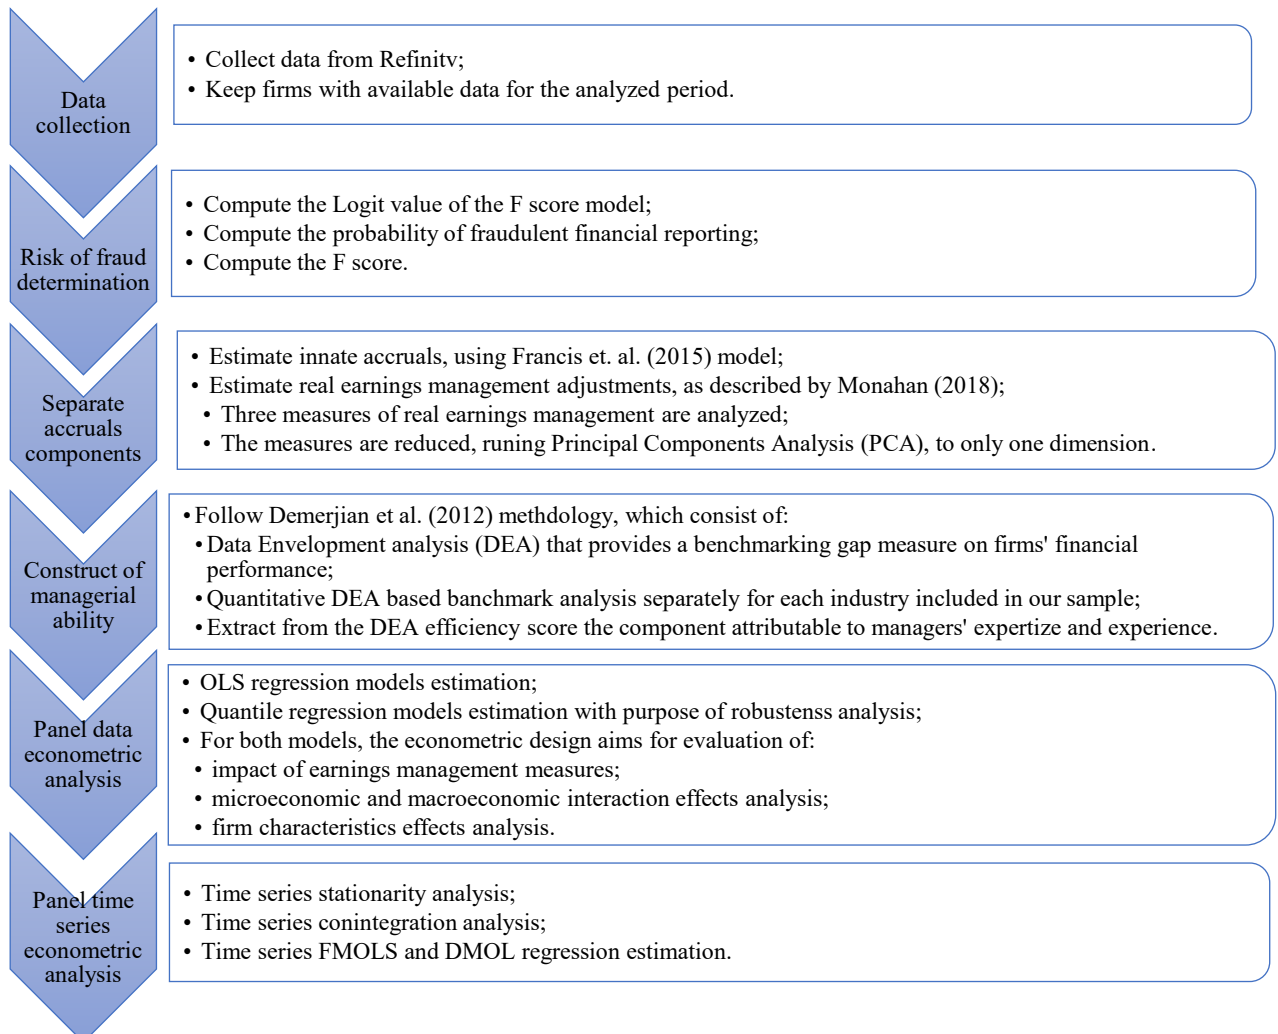 Data
collection
• Collect data from Refinitv;
• Keep firms with available data for the analyzed period.
Risk of fraud
determination
• Compute the Logit value of the F score model;
• Compute the probability of fraudulent financial reporting;
• Compute the F score.
Separate
accruals
components
• Estimate innate accruals, using Francis et. al. (2015) model;
• Estimate real earnings management adjustments, as described by Monahan (2018);
• Three measures of real earnings management are analyzed;
• The measures are reduced, runing Principal Components Analysis (PCA), to only one dimension.
Construct of
managerial
ability
• Follow Demerjian et al. (2012) methdology, which consist of:
• Data Envelopment analysis (DEA) that provides a benchmarking gap measure on firms' financial
performance;
• Quantitative DEA based banchmark analysis separately for each industry included in our sample;
• Extract from the DEA efficiency score the component attributable to managers' expertize and experience.
Panel data
econometric
analysis
• OLS regression models estimation;
• Quantile regression models estimation with purpose of robustenss analysis;
• For both models, the econometric design aims for evaluation of:
• impact of earnings management measures;
• microeconomic and macroeconomic interaction effects analysis;
• firm characteristics effects analysis.
Panel time
series
econometric
analysis
• Time series stationarity analysis;
• Time series conintegration analysis;
• Time series FMOLS and DMOL regression estimation.